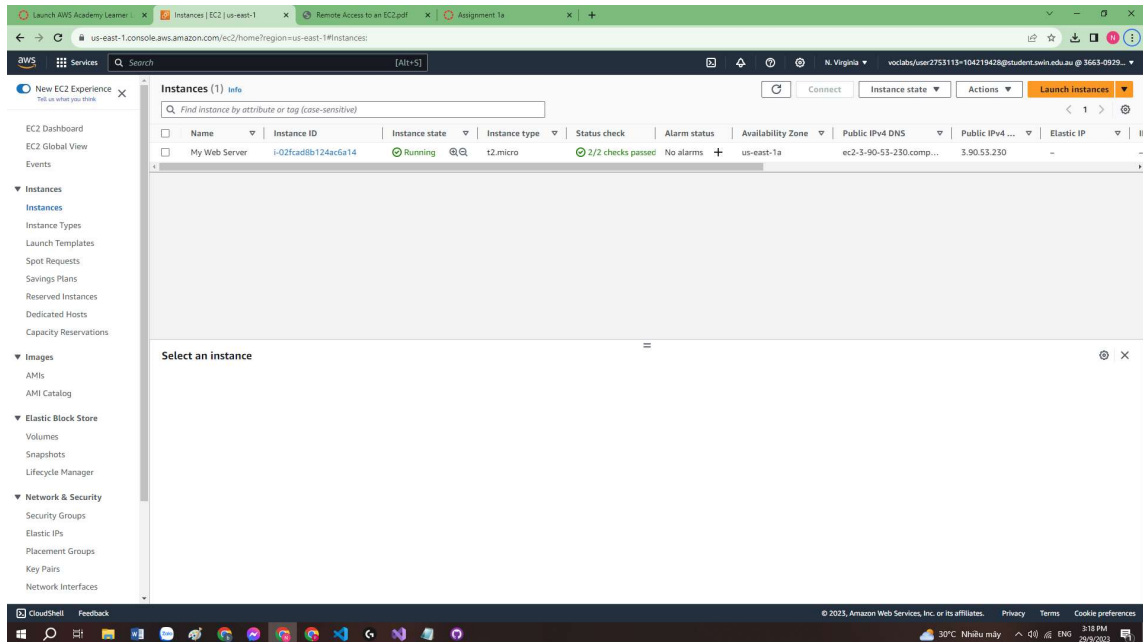 Launch AWS Academy Learner L
Instances | EC2 | us-east-1
Remote Access to an EC2.pdf
Assignment 1a
us-east-1.console.aws.amazon.com/ec2/home?region=us-east-1#Instances:
N
aws Services Search [Alt+S] N. Virginia voclabs/user2753113=104219428@student.swin.edu.au @ 3663-0929...
New EC2 Experience
Tell us what you think
EC2 Dashboard
EC2 Global View
Events
Instances
Instances
Instance Types
Launch Templates
Spot Requests
Savings Plans
Reserved Instances
Dedicated Hosts
Capacity Reservations
Images
AMIs
AMI Catalog
Elastic Block Store
Volumes
Snapshots
Lifecycle Manager
Network & Security
Security Groups
Elastic IPs
Placement Groups
Key Pairs
Network Interfaces
Instances (1) Info
Connect Instance state Actions Launch instances
Find instance by attribute or tag (case-sensitive)
1
Name Instance ID Instance state Instance type Status check Alarm status Availability Zone Public IPv4 DNS Public IPv4 ... Elastic IP
My Web Server i-02fcad8b124ac6a14 Running t2.micro 2/2 checks passed No alarms + us-east-1a ec2-3-90-53-230.comp... 3.90.53.230 –
Select an instance
CloudShell Feedback © 2023, Amazon Web Services, Inc. or its affiliates. Privacy Terms Cookie preferences
30°C Nhiều mây ENG 3:18 PM
29/9/2023